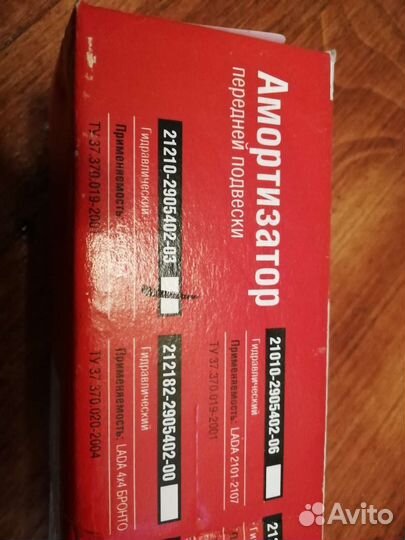 Амортизатор
передней подвески
21010-2905402-06
Гидравлический
Применяемость: LADA 2101-2107
ТУ 37.370.019-2001
21210-2905402-03
Гидравлический
Применяемость:
ТУ 37.370.019-2001
212182-2905402-00
Гидравлический
Применяемость: LADA 4x4 БРОНТО
ТУ 37.370.020-2004
Avito